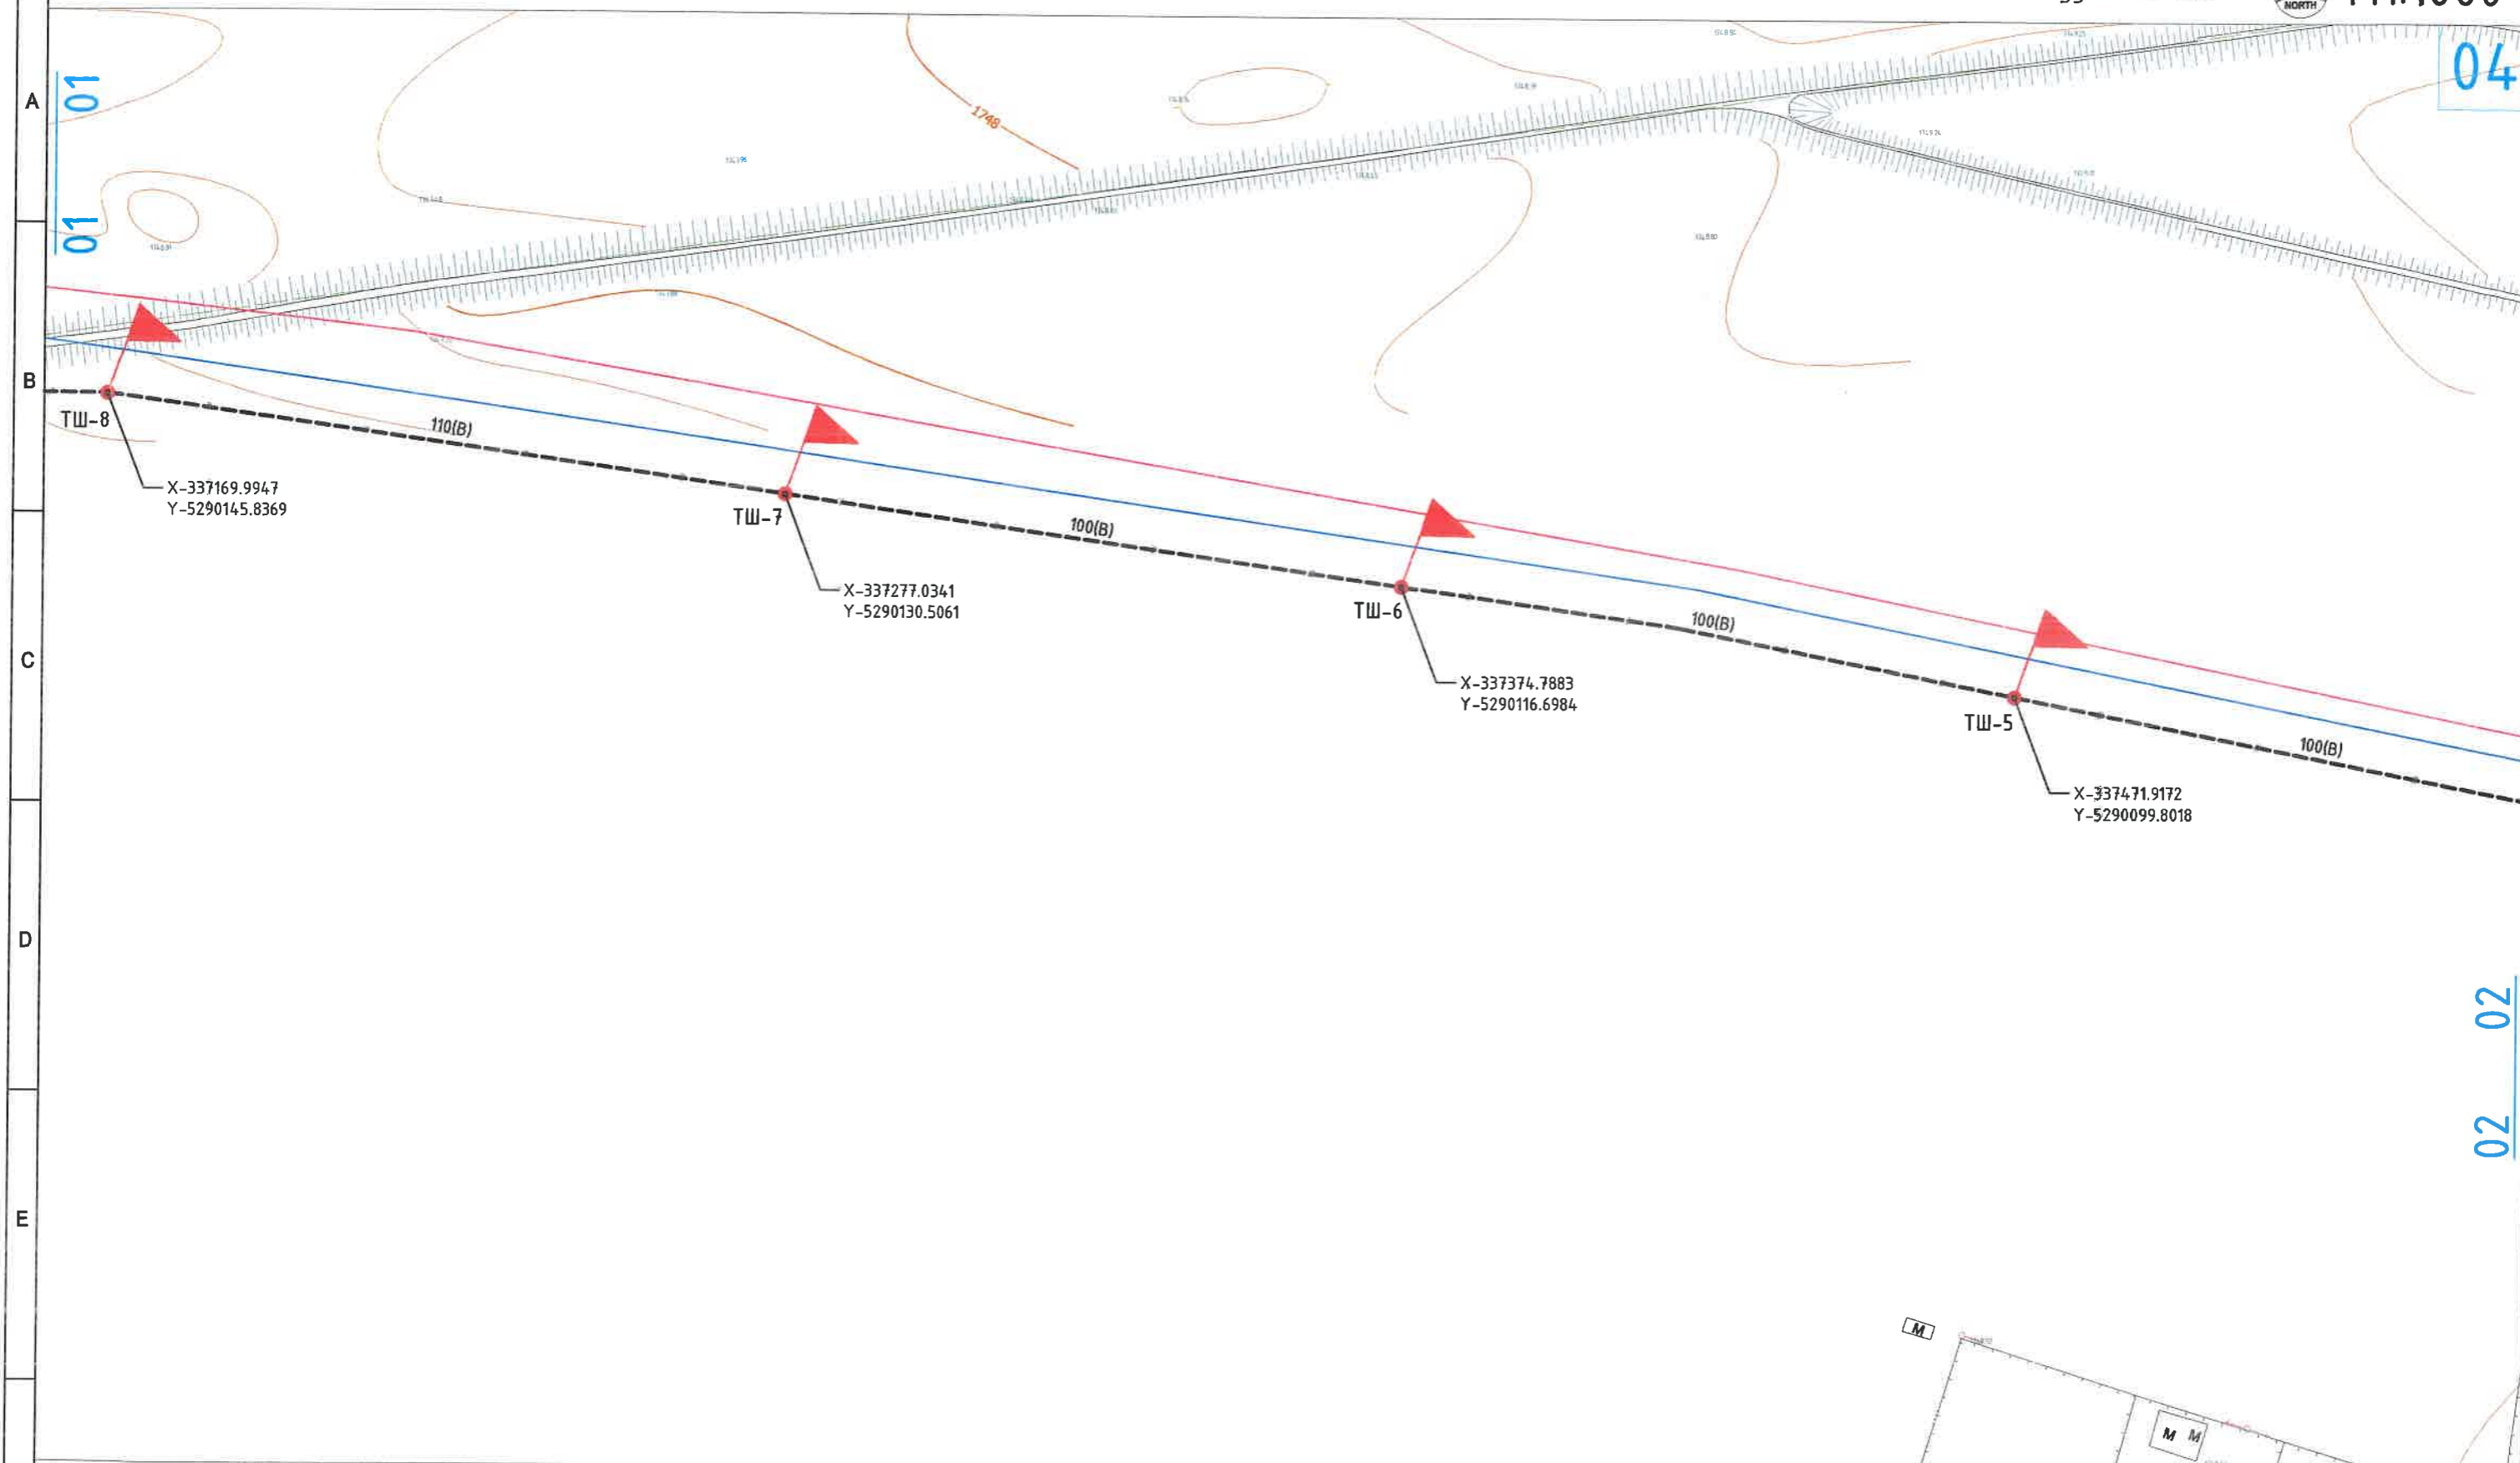 NORTH
04
A
01
01
1748
B
ТШ-8
110(B)
X-337169.9947
Y-5290145.8369
ТШ-7
100(B)
X-337277.0341
Y-5290130.5061
ТШ-6
100(B)
X-337374.7883
Y-5290116.6984
C
ТШ-5
100(B)
X-337471.9172
Y-5290099.8018
D
02
02
E
M
M M